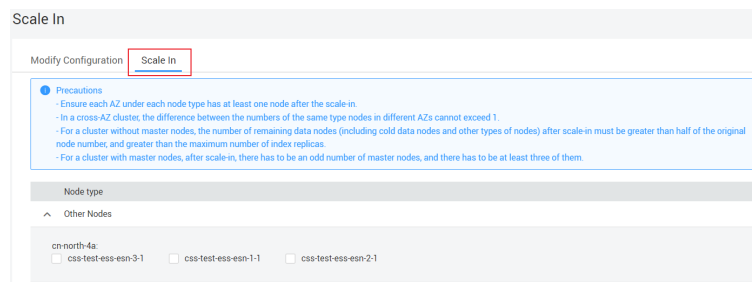 Scale In
Modify Configuration Scale In
Precautions
- Ensure each AZ under each node type has at least one node after the scale-in.
- In a cross-AZ cluster, the difference between the numbers of the same type nodes in different AZs cannot exceed 1.
- For a cluster without master nodes, the number of remaining data nodes (including cold data nodes and other types of nodes) after scale-in must be greater than half of the original
node number, and greater than the maximum number of index replicas.
- For a cluster with master nodes, after scale-in, there has to be an odd number of master nodes, and there has to be at least three of them.
Node type
Other Nodes
cn-north-4a:
css-test-ess-esn-3-1 css-test-ess-esn-1-1 css-test-ess-esn-2-1